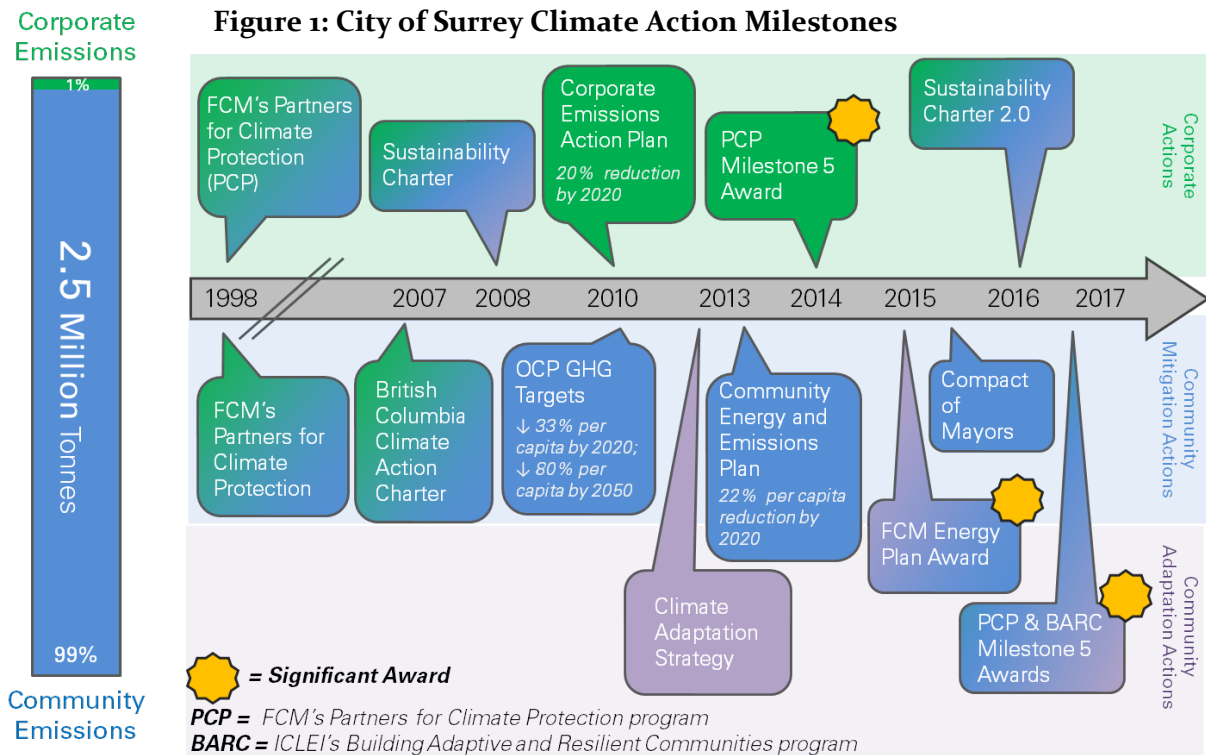 Figure 1: City of Surrey Climate Action Milestones
Corporate
Emissions
1%
2.5 Million Tonnes
99%
Community
Emissions
FCM's Partners
for Climate
Protection
(PCP)
Sustainability
Charter
Corporate
Emissions
Action Plan
20% reduction
by 2020
PCP
Milestone 5
Award
Sustainability
Charter 2.0
Corporate
Actions
1998
2007
2008
2010
2013
2014
2015
2016
2017
FCM's
Partners for
Climate
Protection
British
Columbia
Climate
Action
Charter
OCP GHG
Targets
↓ 33% per
capita by 2020;
↓ 80% per
capita by 2050
Community
Energy and
Emissions
Plan
22% per capita
reduction by
2020
Compact
of
Mayors
Community
Mitigation Actions
Climate
Adaptation
Strategy
FCM Energy
Plan Award
PCP & BARC
Milestone 5
Awards
Community
Adaptation Actions
= Significant Award
PCP = FCM's Partners for Climate Protection program
BARC = ICLEI's Building Adaptive and Resilient Communities program